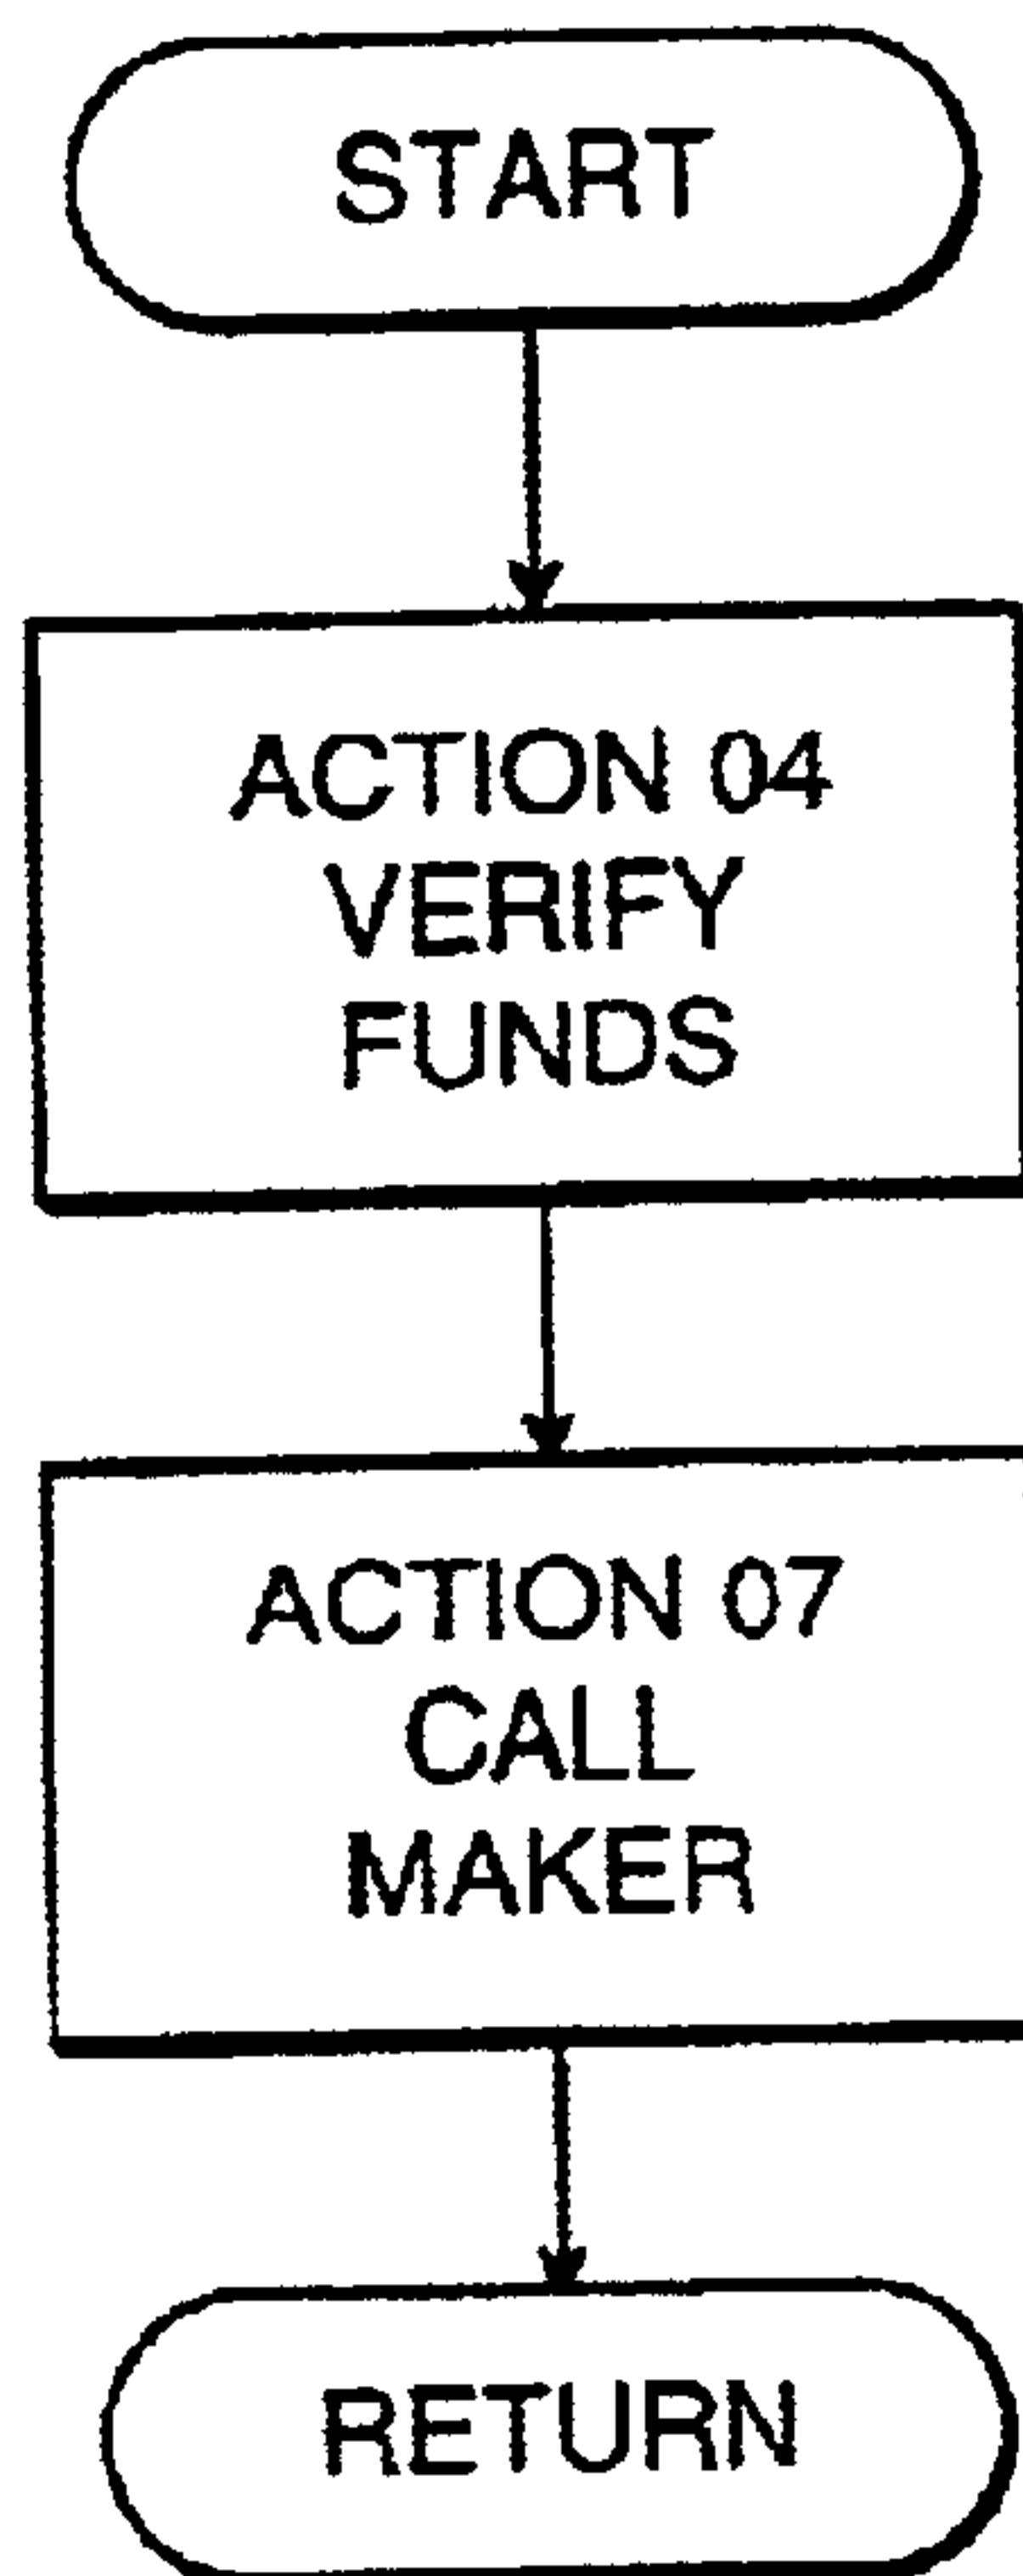 START
ACTION 04
VERIFY
FUNDS
ACTION 07
CALL
MAKER
RETURN